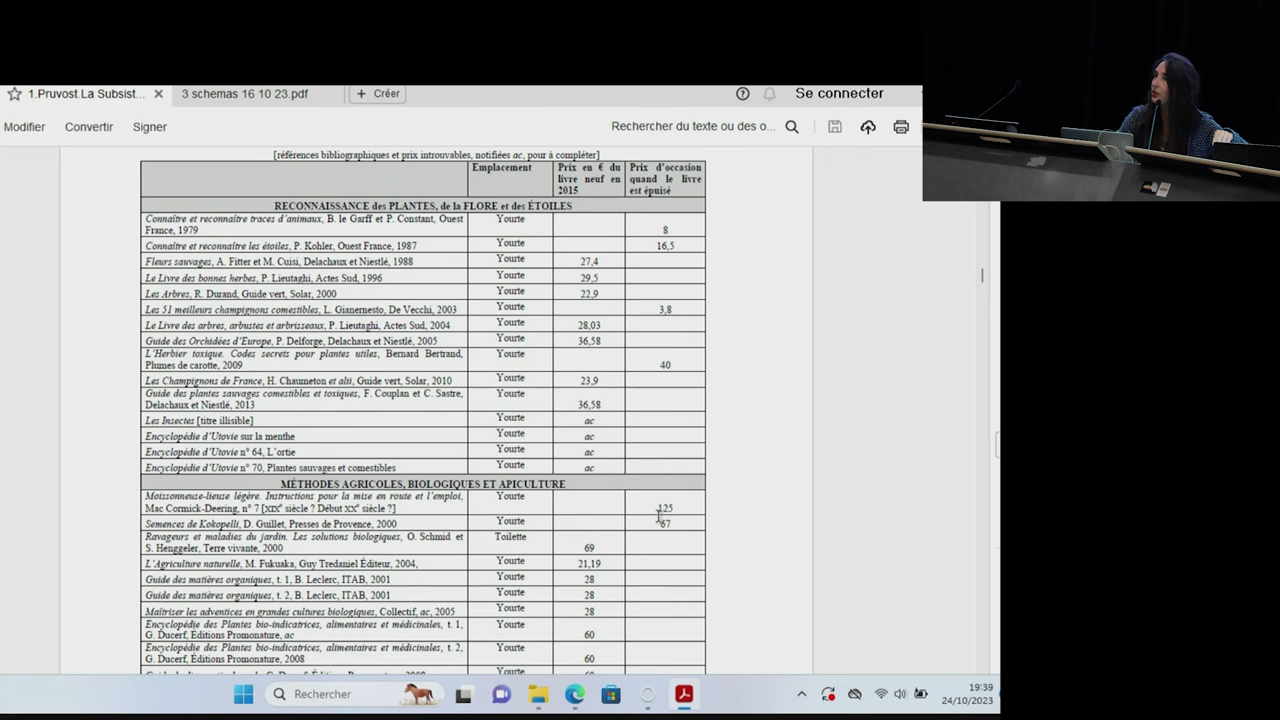 1.Pruvost.La Subsist...
3 schemas 16 10 23.pdf
Créer
Se connecter
Modifier
Convertir
Signer
Rechercher du texte ou des o...
[références bibliographiques et prix introuvables, notifiées ac, pour à compléter]
Emplacement
Prix en € du livre neuf en 2015
Prix d'occasion quand le livre est épuisé
RECONNAISSANCE des PLANTES, de la FLORE et des ÉTOILES
Connaître et reconnaître traces d'animaux, B. le Garff et P. Constant, Ouest
France, 1979
Yourte
8
Connaître et reconnaître les étoiles, P. Kohler, Ouest France, 1987
Yourte
16,5
Fleurs sauvages, A. Fitter et M. Cuisi, Delachaux et Niestlé, 1988
Yourte
27,4
Le Livre des bonnes herbes, P. Lieutaghi, Actes Sud, 1996
Yourte
29,5
Les Arbres, R. Durand, Guide vert, Solar, 2000
Yourte
22,9
Les 51 meilleurs champignons comestibles, L. Gianernesto, De Vecchi, 2003
Yourte
3,8
Le Livre des arbres, arbustes et arbrisseaux, P. Lieutaghi, Actes Sud, 2004
Yourte
28,03
Guide des Orchidées d'Europe, P. Delforge, Delachaux et Niestlé, 2005
Yourte
36,58
L'Herbier toxique. Codes secrets pour plantes utiles, Bernard Bertrand,
Plumes de carotte, 2009
Yourte
40
Les Champignons de France, H. Chaumeton et alii, Guide vert, Solar, 2010
Yourte
23,9
Guide des plantes sauvages comestibles et toxiques, F. Couplan et C. Sastre,
Delachaux et Niestlé, 2013
Yourte
36,58
Les Insectes [titre illisible]
Yourte
ac
Encyclopédie d'Utovie sur la menthe
Yourte
ac
Encyclopédie d'Utovie n° 64, L'ortie
Yourte
ac
Encyclopédie d'Utovie n° 70, Plantes sauvages et comestibles
Yourte
ac
MÉTHODES AGRICOLES, BIOLOGIQUES ET APICULTURE
Moissonneuse-lieuse légère. Instructions pour la mise en route et l'emploi,
Mac Cormick-Deering, n° 7 [XIXe siècle ? Début XXe siècle ?]
Yourte
125
Semences de Kokopelli, D. Guillet, Presses de Provence, 2000
Yourte
67
Ravageurs et maladies du jardin. Les solutions biologiques, O. Schmid et
S. Henggeler, Terre vivante, 2000
Toilette
69
L'Agriculture naturelle, M. Fukuaka, Guy Tredaniel Éditeur, 2004,
Yourte
21,19
Guide des matières organiques, t. 1, B. Leclerc, ITAB, 2001
Yourte
28
Guide des matières organiques, t. 2, B. Leclerc, ITAB, 2001
Yourte
28
Maîtriser les adventices en grandes cultures biologiques, Collectif, ac, 2005
Yourte
28
Encyclopédie des Plantes bio-indicatrices, alimentaires et médicinales, t. 1,
G. Ducerf, Éditions Promonature, ac
Yourte
60
Encyclopédie des Plantes bio-indicatrices, alimentaires et médicinales, t. 2,
G. Ducerf, Éditions Promonature, 2008
Yourte
60
Rechercher
19:39
24/10/2023